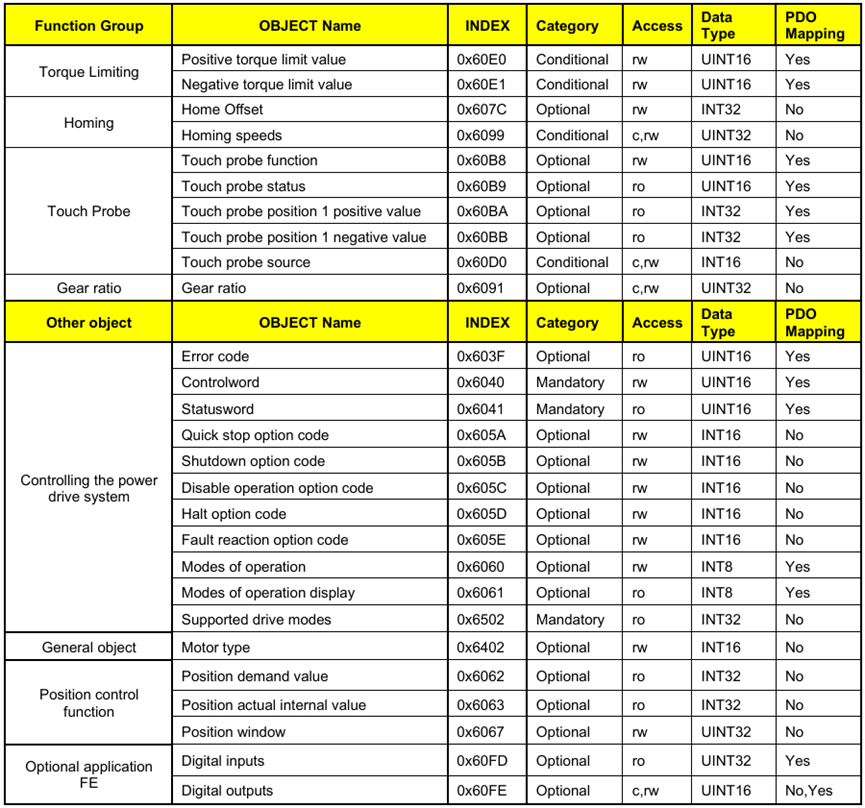 Function Group OBJECT Name INDEX Category Access Data Type PDO Mapping
Torque Limiting Positive torque limit value 0x60E0 Conditional rw UINT16 Yes
Negative torque limit value 0x60E1 Conditional rw UINT16 Yes
Homing Home Offset 0x607C Optional rw INT32 No
Homing speeds 0x6099 Conditional c,rw UINT32 No
Touch Probe Touch probe function 0x60B8 Optional rw UINT16 Yes
Touch probe status 0x60B9 Optional ro UINT16 Yes
Touch probe position 1 positive value 0x60BA Optional ro INT32 Yes
Touch probe position 1 negative value 0x60BB Optional ro INT32 Yes
Touch probe source 0x60D0 Conditional c,rw INT16 No
Gear ratio Gear ratio 0x6091 Optional c,rw UINT32 No
Other object OBJECT Name INDEX Category Access Data Type PDO Mapping
Controlling the power drive system Error code 0x603F Optional ro UINT16 Yes
Controlword 0x6040 Mandatory rw UINT16 Yes
Statusword 0x6041 Mandatory ro UINT16 Yes
Quick stop option code 0x605A Optional rw INT16 No
Shutdown option code 0x605B Optional rw INT16 No
Disable operation option code 0x605C Optional rw INT16 No
Halt option code 0x605D Optional rw INT16 No
Fault reaction option code 0x605E Optional rw INT16 No
Modes of operation 0x6060 Optional rw INT8 Yes
Modes of operation display 0x6061 Optional ro INT8 Yes
Supported drive modes 0x6502 Mandatory ro INT32 No
General object Motor type 0x6402 Optional rw INT16 No
Position control function Position demand value 0x6062 Optional ro INT32 No
Position actual internal value 0x6063 Optional ro INT32 No
Position window 0x6067 Optional rw UINT32 No
Optional application FE Digital inputs 0x60FD Optional ro UINT32 Yes
Digital outputs 0x60FE Optional c,rw UINT16 No,Yes